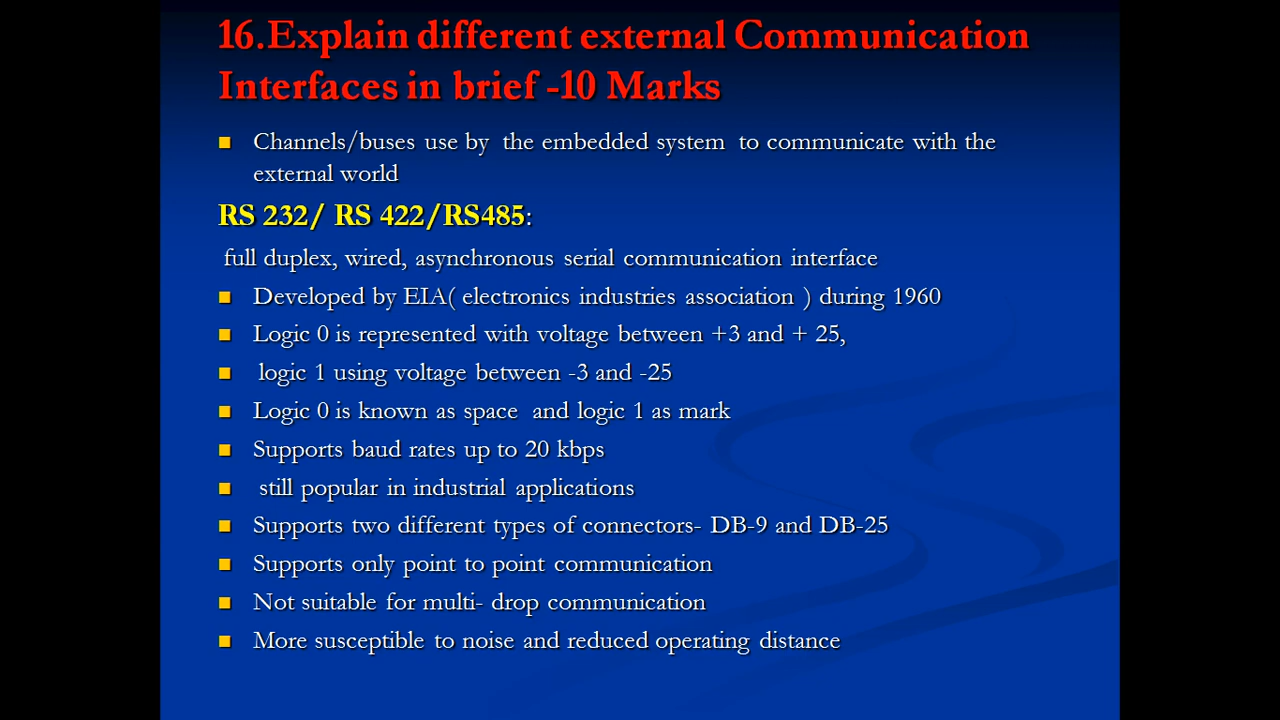 16.Explain different external Communication
Interfaces in brief -10 Marks
Channels/buses use by the embedded system to communicate with the
external world
RS 232/ RS 422/RS485:
full duplex, wired, asynchronous serial communication interface
Developed by EIA( electronics industries association ) during 1960
Logic 0 is represented with voltage between +3 and + 25,
logic 1 using voltage between -3 and -25
Logic 0 is known as space and logic 1 as mark
Supports baud rates up to 20 kbps
still popular in industrial applications
Supports two different types of connectors- DB-9 and DB-25
Supports only point to point communication
Not suitable for multi- drop communication
More susceptible to noise and reduced operating distance